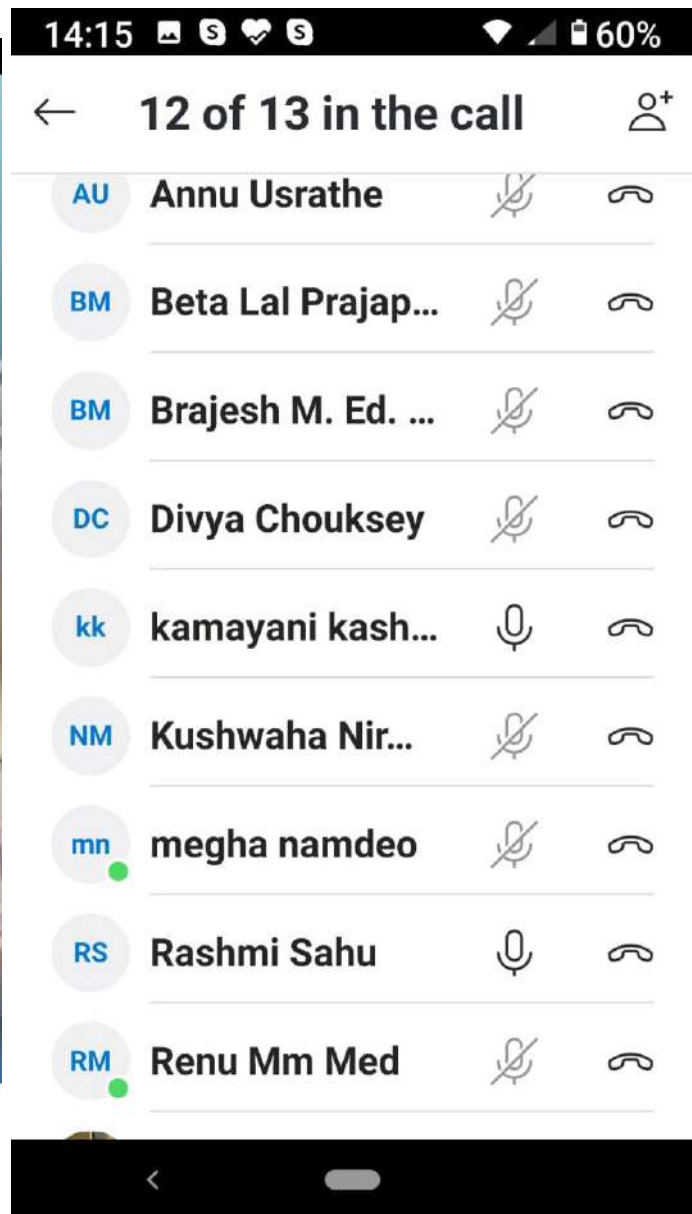 14:15 60%
12 of 13 in the call
AU Annu Usrathe
BM Beta Lal Prajap...
BM Brajesh M. Ed. ...
DC Divya Chouksey
kk kamayani kash...
NM Kushwaha Nir...
mn megha namdeo
RS Rashmi Sahu
RM Renu Mm Med